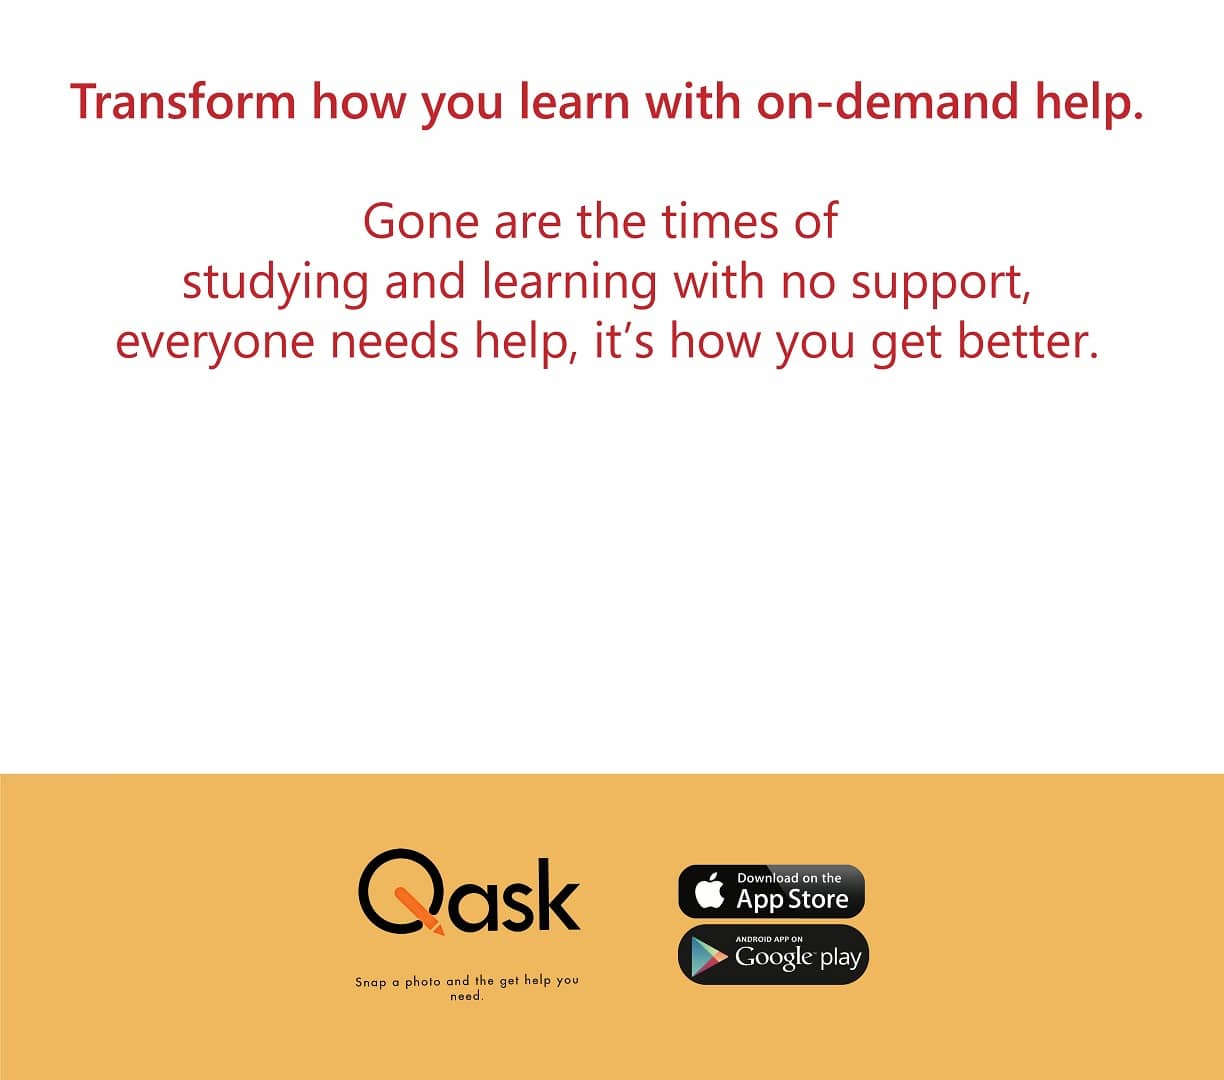 Transform how you learn with on-demand help.
Gone are the times of
studying and learning with no support,
everyone needs help, it’s how you get better.
Qask
Snap a photo and the get help you
need.
Download on the
App Store
ANDROID APP ON
Google play